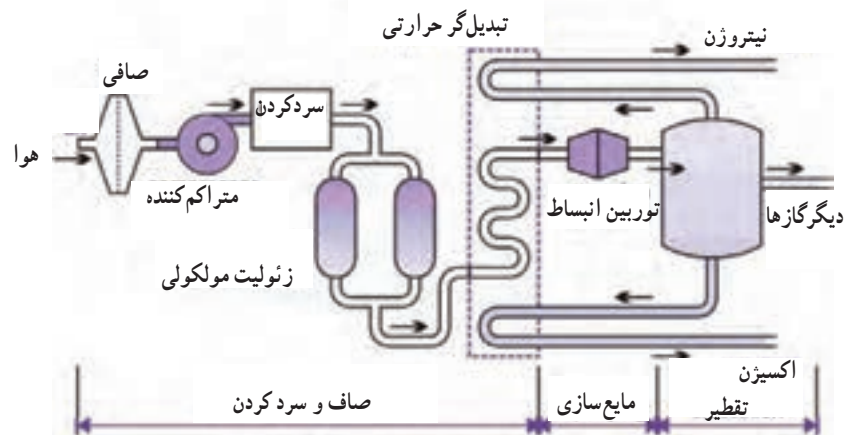 تبدیل‌گر حرارتی
نیتروژن
صافی
سردکردن
هوا
متراکم‌کننده
توربین انبساط
دیگرگازها
زئولیت مولکولی
اکسیژن
تقطیر
مایع‌سازی
صاف و سرد کردن